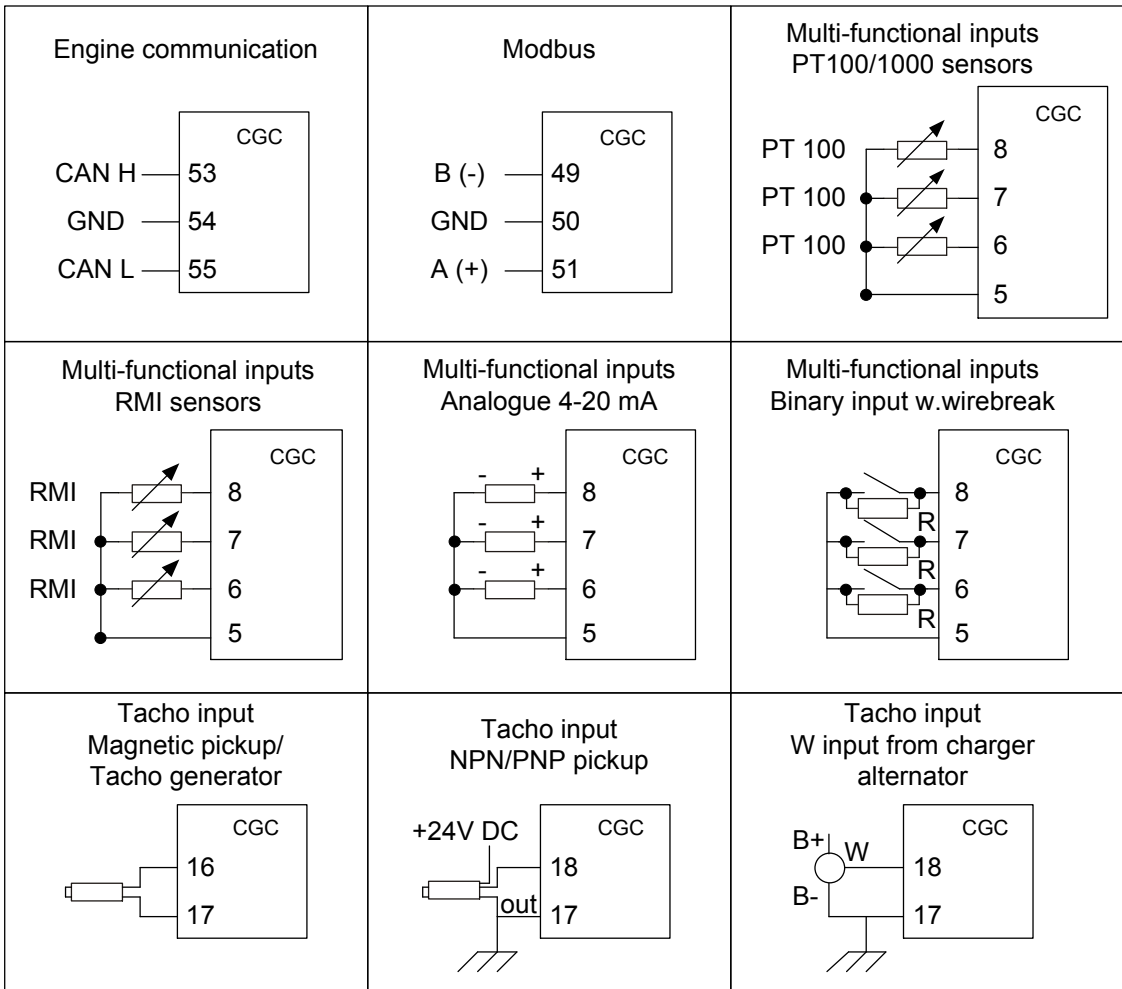 Engine communication
CGC
CAN H
53
GND
54
CAN L
55
Modbus
CGC
B (-)
49
GND
50
A (+)
51
Multi-functional inputs
PT100/1000 sensors
CGC
PT 100
8
PT 100
7
PT 100
6
5
Multi-functional inputs
RMI sensors
CGC
RMI
8
RMI
7
RMI
6
5
Multi-functional inputs
Analogue 4-20 mA
CGC
- +
8
- +
7
- +
6
5
Multi-functional inputs
Binary input w.wirebreak
CGC
8
R
7
R
6
R
5
Tacho input
Magnetic pickup/
Tacho generator
CGC
16
17
Tacho input
NPN/PNP pickup
+24V DC
CGC
18
out
17
Tacho input
W input from charger
alternator
CGC
B+
W
18
B-
17